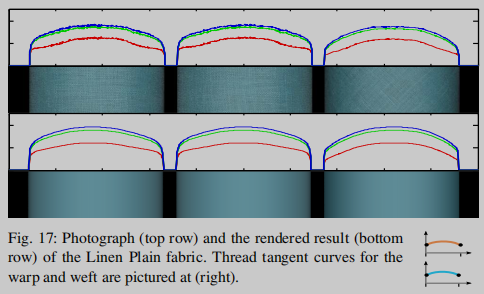 Fig. 17: Photograph (top row) and the rendered result (bottom
row) of the Linen Plain fabric. Thread tangent curves for the
warp and weft are pictured at (right).